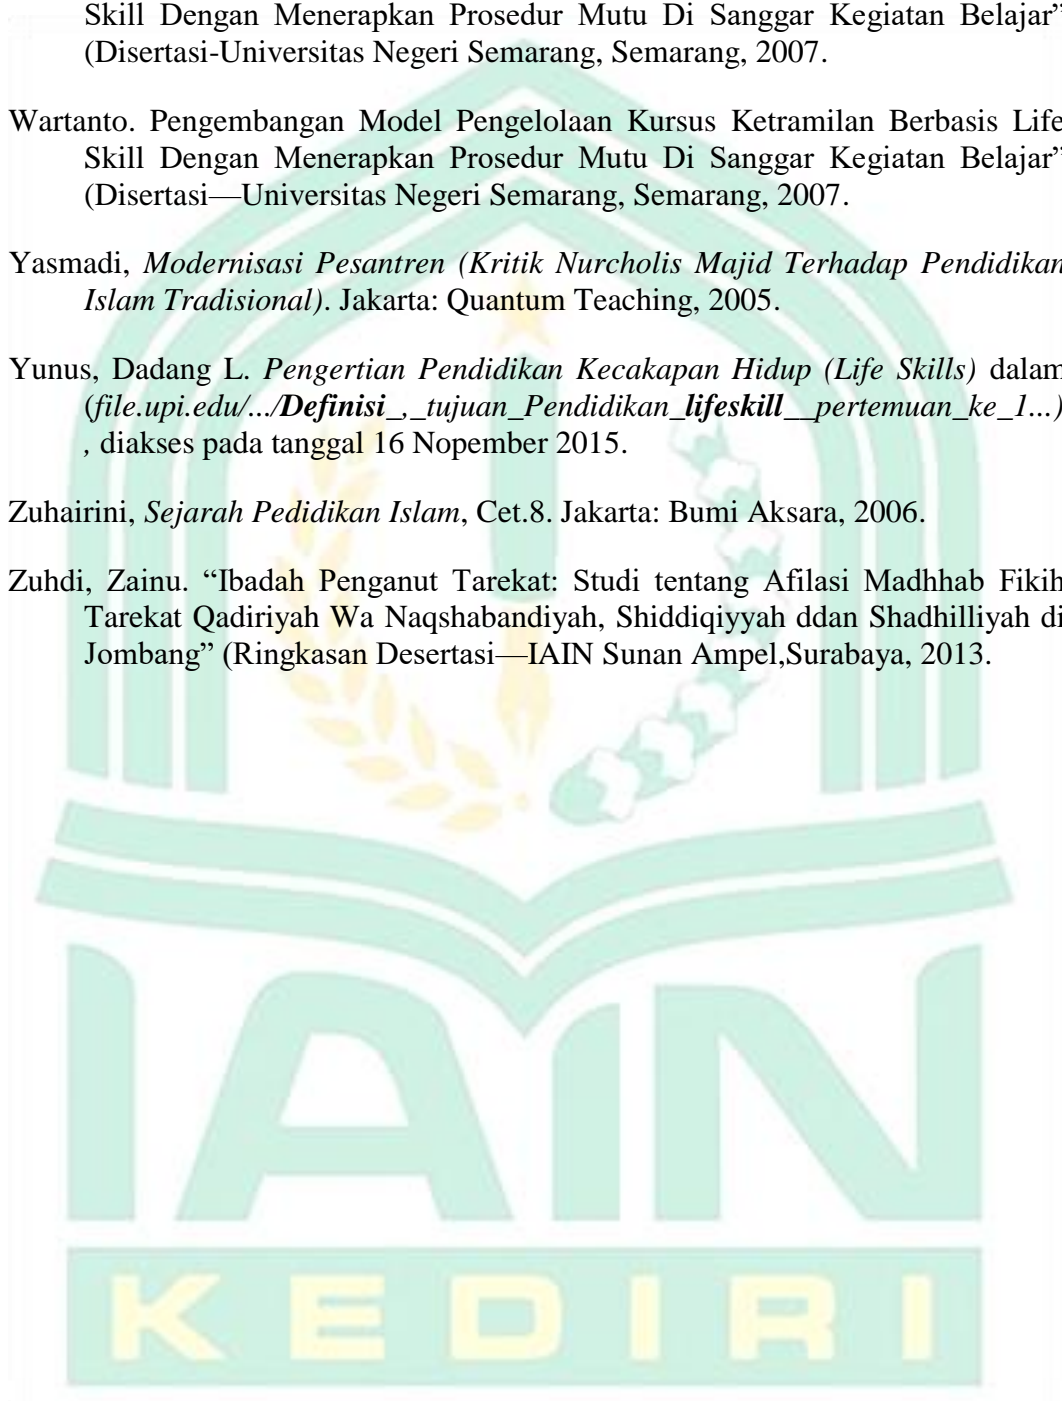 Skill Dengan Menerapkan Prosedur Mutu Di Sanggar Kegiatan Belajar”
(Disertasi-Universitas Negeri Semarang, Semarang, 2007.
Wartanto. Pengembangan Model Pengelolaan Kursus Ketramilan Berbasis Life
Skill Dengan Menerapkan Prosedur Mutu Di Sanggar Kegiatan Belajar”
(Disertasi—Universitas Negeri Semarang, Semarang, 2007.
Yasmadi, Modernisasi Pesantren (Kritik Nurcholis Majid Terhadap Pendidikan
Islam Tradisional). Jakarta: Quantum Teaching, 2005.
Yunus, Dadang L. Pengertian Pendidikan Kecakapan Hidup (Life Skills) dalam
(file.upi.edu/.../Definisi_,_tujuan_Pendidikan_lifeskill__pertemuan_ke_1...)
, diakses pada tanggal 16 Nopember 2015.
Zuhairini, Sejarah Pedidikan Islam, Cet.8. Jakarta: Bumi Aksara, 2006.
Zuhdi, Zainu. “Ibadah Penganut Tarekat: Studi tentang Afilasi Madhhab Fikih
Tarekat Qadiriyah Wa Naqshabandiyah, Shiddiqiyyah ddan Shadhilliyah di
Jombang” (Ringkasan Desertasi—IAIN Sunan Ampel,Surabaya, 2013.
IAIN
KEDIRI